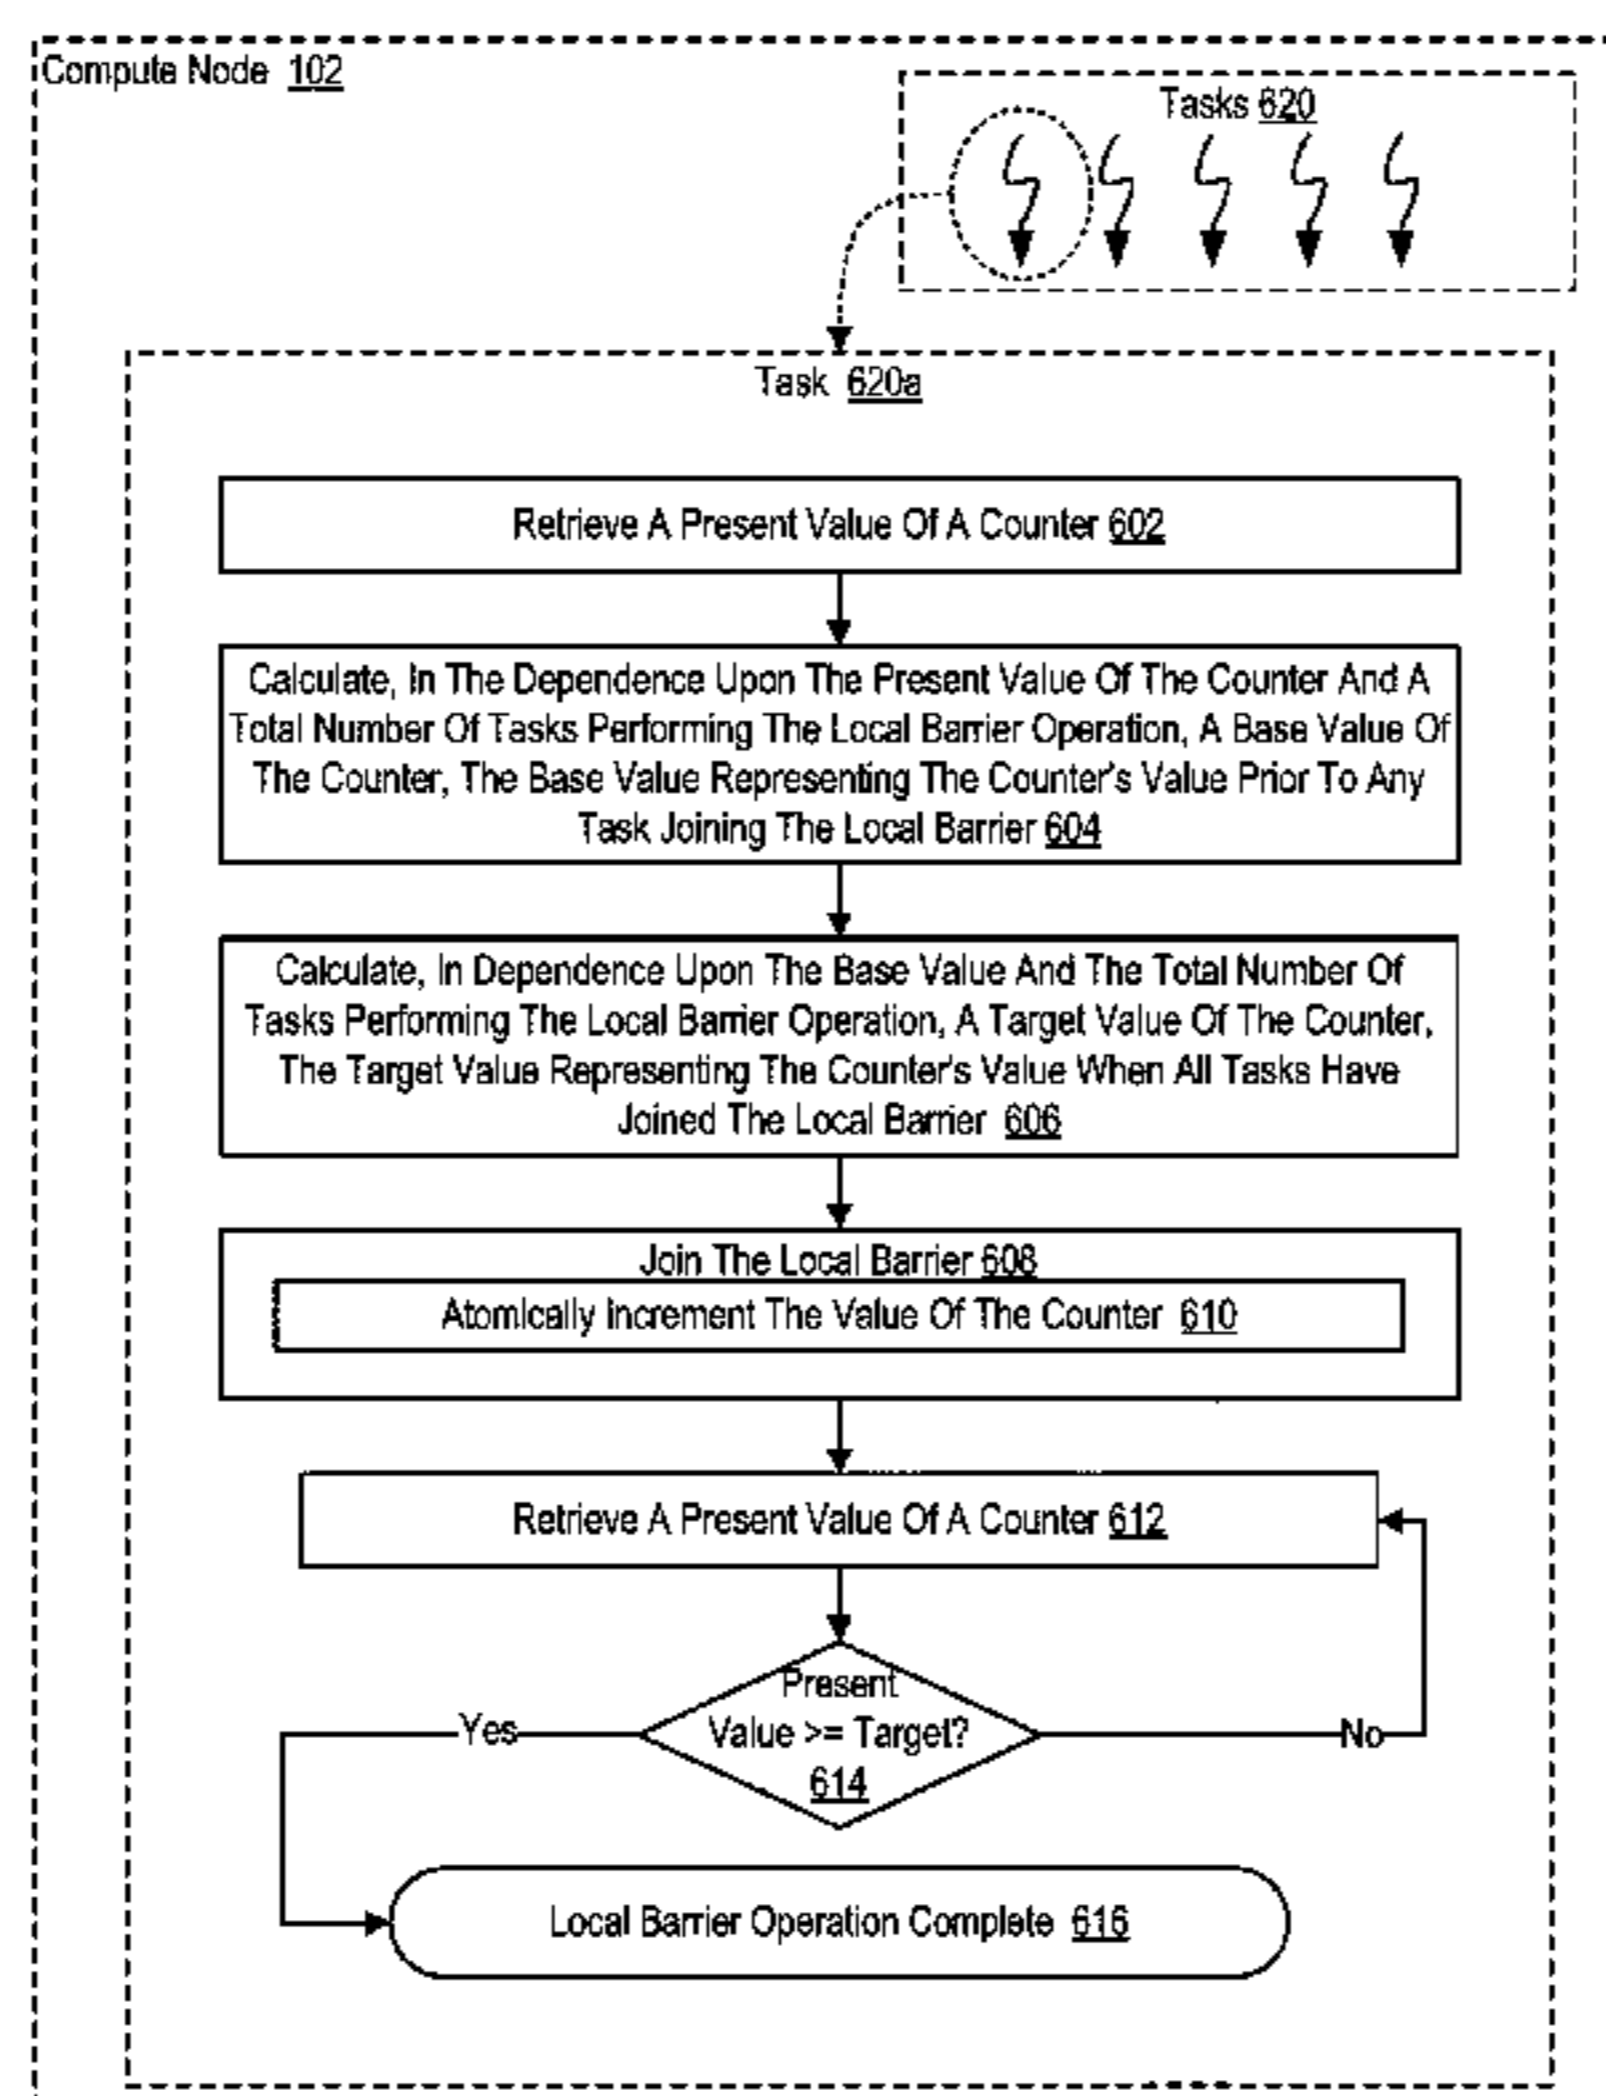 Compute Node 102
Tasks 620
Task 620a
Retrieve A Present Value Of A Counter 602
Calculate, In The Dependence Upon The Present Value Of The Counter And A
Total Number Of Tasks Performing The Local Barrier Operation, A Base Value Of
The Counter, The Base Value Representing The Counter's Value Prior To Any
Task Joining The Local Barrier 604
Calculate, In Dependence Upon The Base Value And The Total Number Of
Tasks Performing The Local Barrier Operation, A Target Value Of The Counter,
The Target Value Representing The Counter's Value When All Tasks Have
Joined The Local Barrier 606
Join The Local Barrier 608
Atomically Increment The Value Of The Counter 610
Retrieve A Present Value Of A Counter 612
Present
Value >= Target?
614
Yes
No
Local Barrier Operation Complete 616